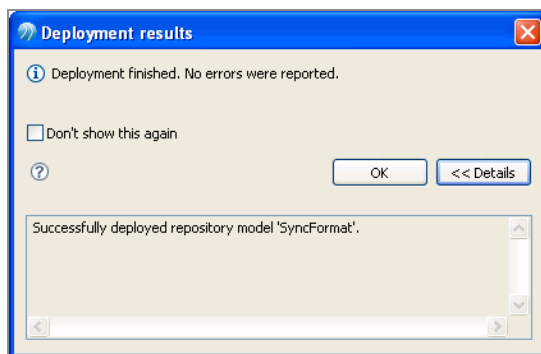 Deployment results
Deployment finished. No errors were reported.
Don't show this again
OK
<< Details
Successfully deployed repository model 'SyncFormat'.